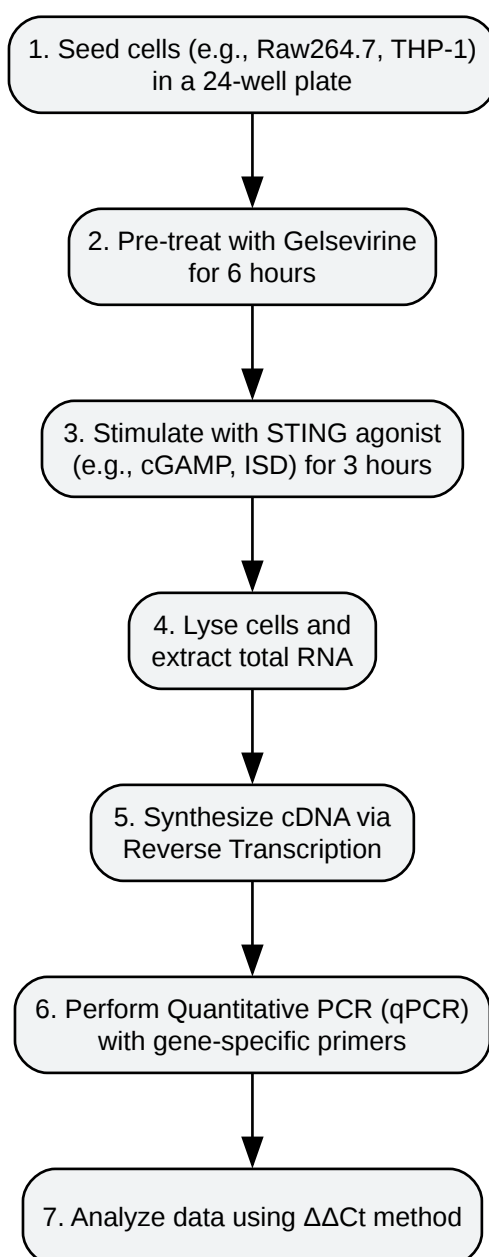 1. Seed cells (e.g., Raw264.7, THP-1)
in a 24-well plate
2. Pre-treat with Gelsevirine
for 6 hours
3. Stimulate with STING agonist
(e.g., cGAMP, ISD) for 3 hours
4. Lyse cells and
extract total RNA
5. Synthesize cDNA via
Reverse Transcription
6. Perform Quantitative PCR (qPCR)
with gene-specific primers
7. Analyze data using ΔΔCt method